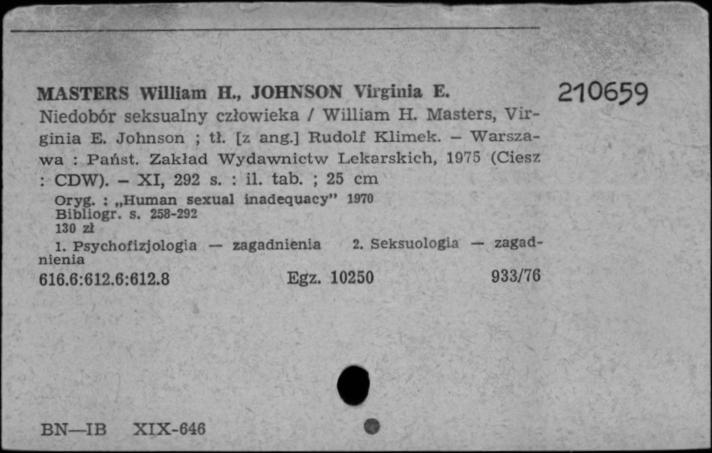 MASTERS William H., JOHNSON Virginia E.
210659
Niedobór seksualny człowieka / William H. Masters, Vir-
ginia E. Johnson ; tł. [z ang.] Rudolf Klimek. — Warsza-
wa : Państ. Zakład Wydawnictw Lekarskich, 1975 (Ciesz
: CDW). — XI, 292 s. : il. tab. ; 25 cm
Oryg. : „Human sexual inadequacy” 1970
Bibliogr. s. 258-292
130 zł
1. Psychofizjologia — zagadnienia 2. Seksuologia — zagad-
nienia
616.6:612.6:612.8 Egz. 10250 933/76
BN—IB XIX-646